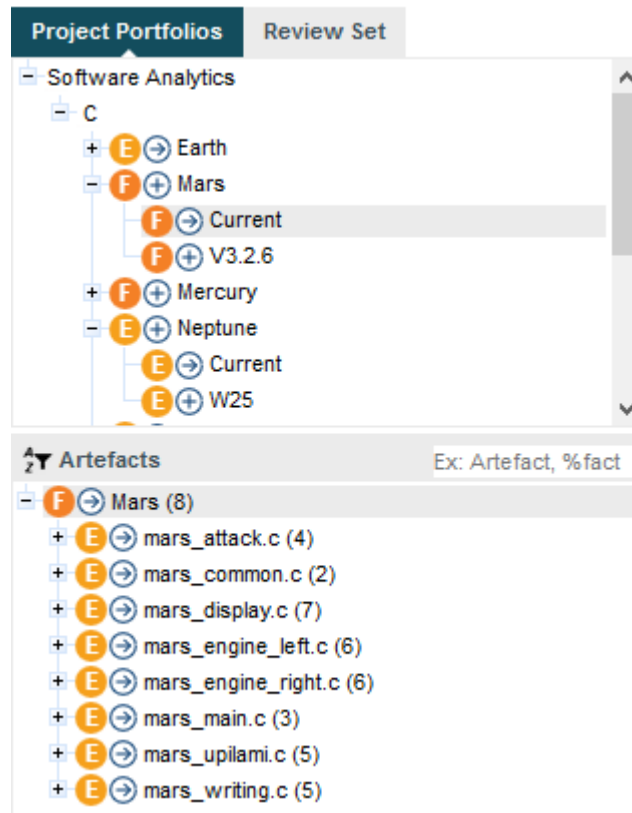 Project Portfolios Review Set
Software Analytics
C
E Earth
F Mars
F Current
F V3.2.6
F Mercury
E Neptune
E Current
E W25
A Z Artefacts Ex: Artefact, %fact
F Mars (8)
E mars_attack.c (4)
E mars_common.c (2)
E mars_display.c (7)
E mars_engine_left.c (6)
E mars_engine_right.c (6)
E mars_main.c (3)
E mars_upilami.c (5)
E mars_writing.c (5)